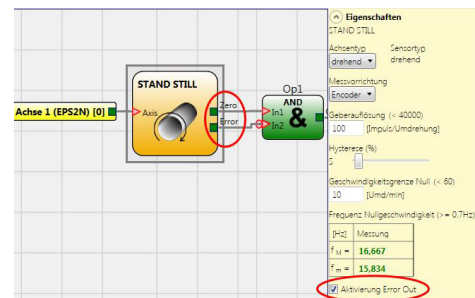 Eigenschaften
STAND STILL
Achsentyp Sensortyp
drehend drehend
Messvorrichtung
Encoder
Geberauflösung (< 40000)
100 [Impuls/Umdrehung]
Hysterese (%)
5
Geschwindigkeitsgrenze Null (< 60)
10 [Umd/min]
Frequenz Nullgeschwindigkeit (>= 0,7Hz)
[Hz] Messung
f M = 16,667
f m = 15,834
Aktivierung Error Out
STAND STILL
Achse 1 (EPS2N) [0]
Axis
Zero
Error
Op1
AND
&
In1
In2